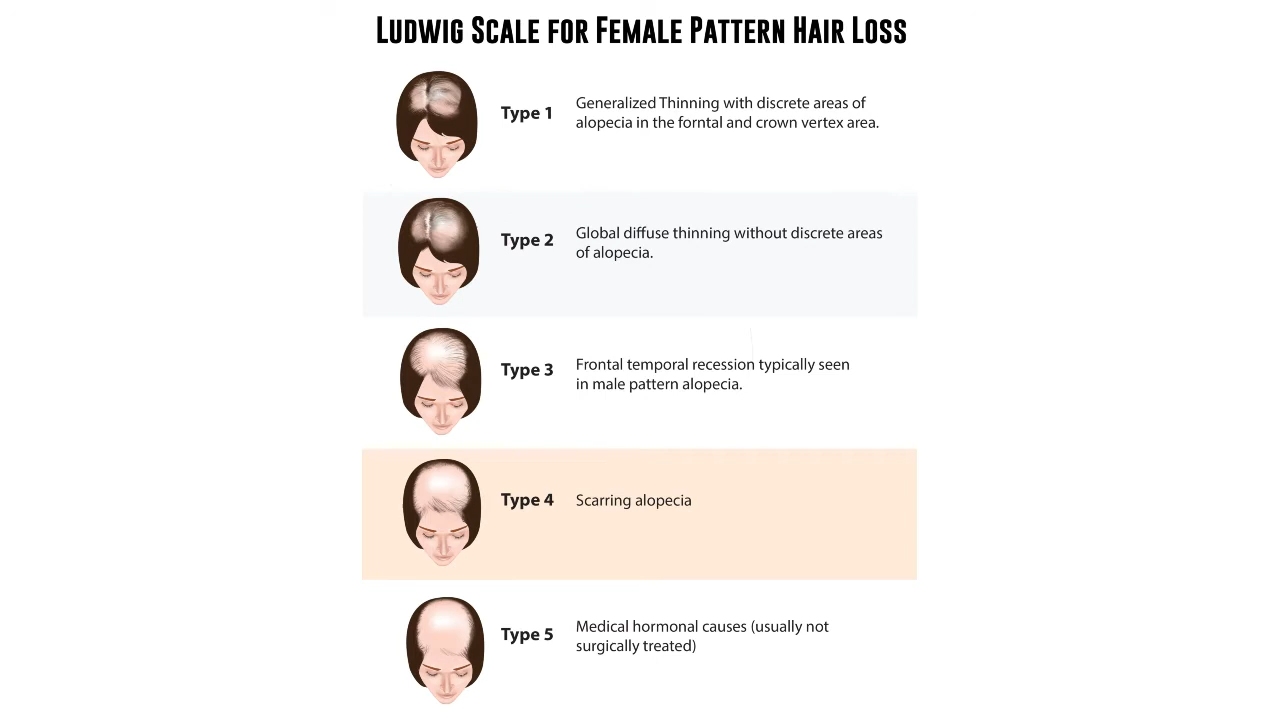 Ludwig Scale for Female Pattern Hair Loss
Type 1
Generalized Thinning with discrete areas of
alopecia in the forntal and crown vertex area.
Type 2
Global diffuse thinning without discrete areas
of alopecia.
Type 3
Frontal temporal recession typically seen
in male pattern alopecia.
Type 4
Scarring alopecia
Type 5
Medical hormonal causes (usually not
surgically treated)